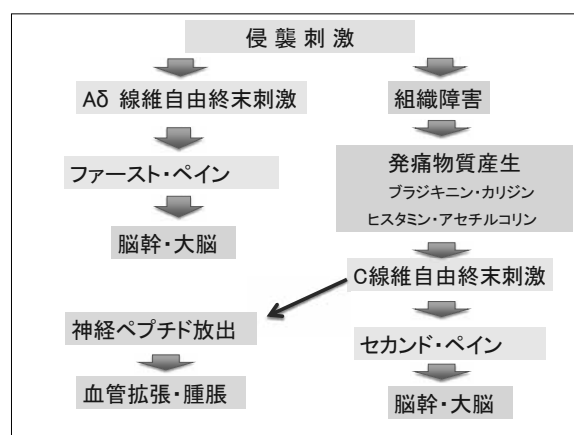 侵襲刺激
Aδ 線維自由終末刺激
ファースト・ペイン
脳幹・大脳
組織障害
発痛物質産生
ブラジキニン・カリジン
ヒスタミン・アセチルコリン
C線維自由終末刺激
神経ペプチド放出
血管拡張・腫脹
セカンド・ペイン
脳幹・大脳